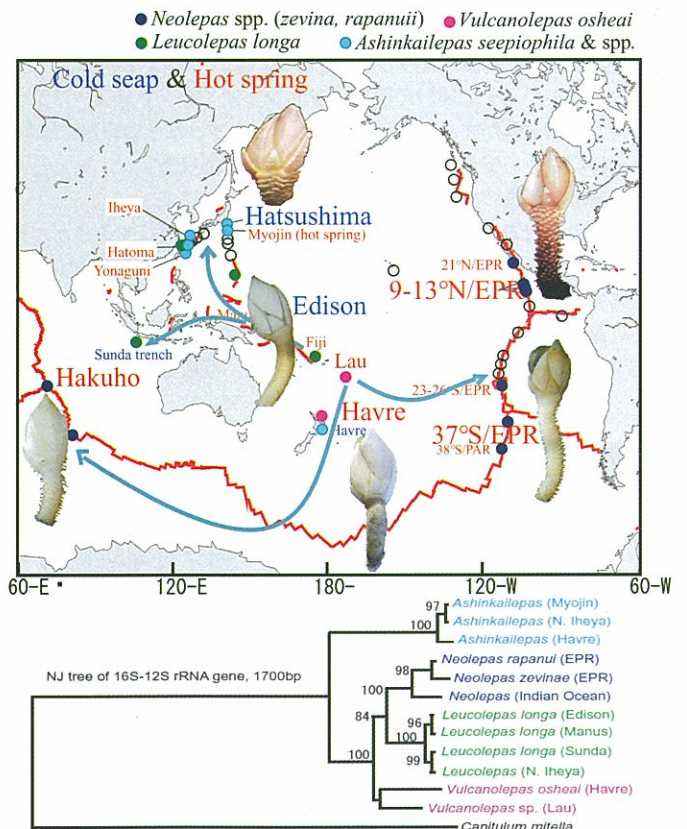 Neolepas spp. (zevina, rapanuii) Vulcanolepas osheai
Leucolepas longa Ashinkailepas seepiophila & spp.
Cold seap & Hot spring
Iheya
Hatsushima
Myojin (hot spring)
Hatoma
Yonaguni
21°N/EPR
9-13°N/EPR
Edison
Sunda trench
Fiji
Lau
Hakuho
23-26°S/EPR
Havre
Havre
37°S/EPR
38°S/PAR
60-E 120-E 180- 120-W 60-W
NJ tree of 16S-12S rRNA gene, 1700bp
97 Ashinkailepas (Myojin)
100 Ashinkailepas (N. Iheya)
Ashinkailepas (Havre)
Neolepas rapanui (EPR)
98 Neolepas zevinae (EPR)
100 Neolepas (Indian Ocean)
84 96 Leucolepas longa (Edison)
100 Leucolepas longa (Manus)
99 Leucolepas longa (Sunda)
100 Leucolepas (N. Iheya)
Vulcanolepas osheai (Havre)
Vulcanolepas sp. (Lau)
Capitulum mitella